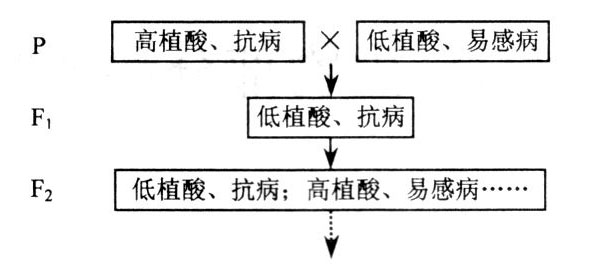 P 高植酸、抗病 × 低植酸、易感病
F₁ 低植酸、抗病
F₂ 低植酸、抗病；高植酸、易感病……